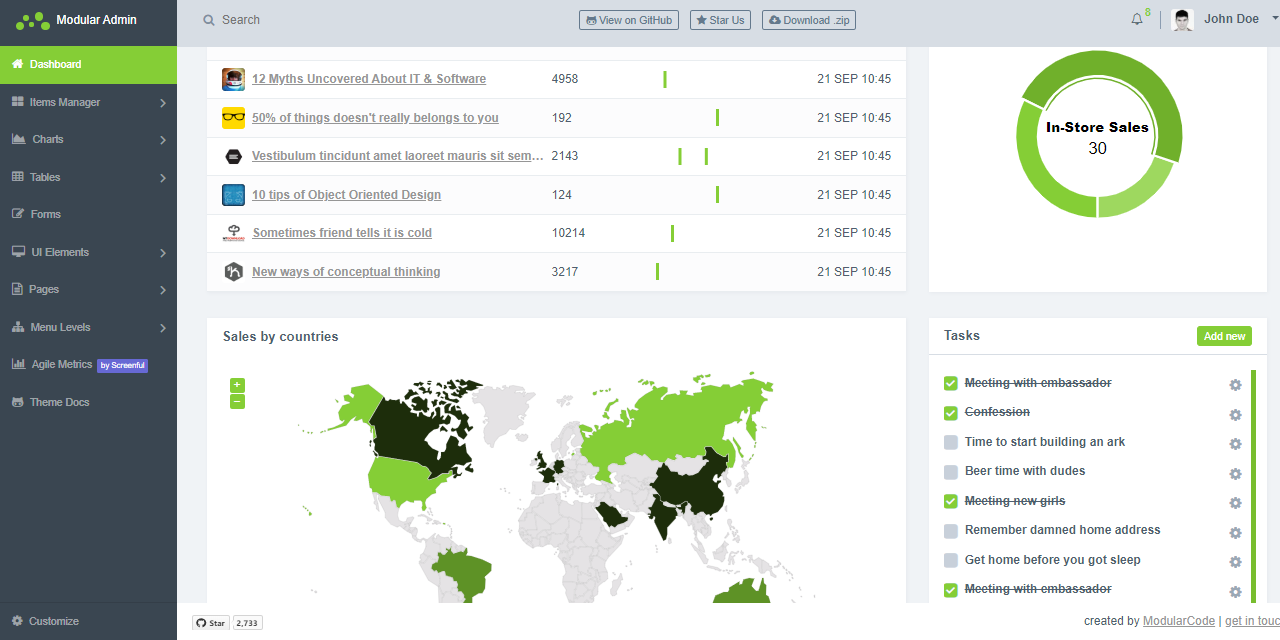 Modular Admin
Search
View on GitHub
Star Us
Download .zip
8
John Doe
Dashboard
Items Manager
Charts
Tables
Forms
UI Elements
Pages
Menu Levels
Agile Metrics by Screenful
Theme Docs
Customize
12 Myths Uncovered About IT & Software 4958 21 SEP 10:45
50% of things doesn't really belongs to you 192 21 SEP 10:45
Vestibulum tincidunt amet laoreet mauris sit sem… 2143 21 SEP 10:45
10 tips of Object Oriented Design 124 21 SEP 10:45
Sometimes friend tells it is cold 10214 21 SEP 10:45
New ways of conceptual thinking 3217 21 SEP 10:45
In-Store Sales
30
Sales by countries
+
−
Tasks
Add new
Meeting with embassador
Confession
Time to start building an ark
Beer time with dudes
Meeting new girls
Remember damned home address
Get home before you got sleep
Meeting with embassador
Star 2,733
created by ModularCode | get in touc